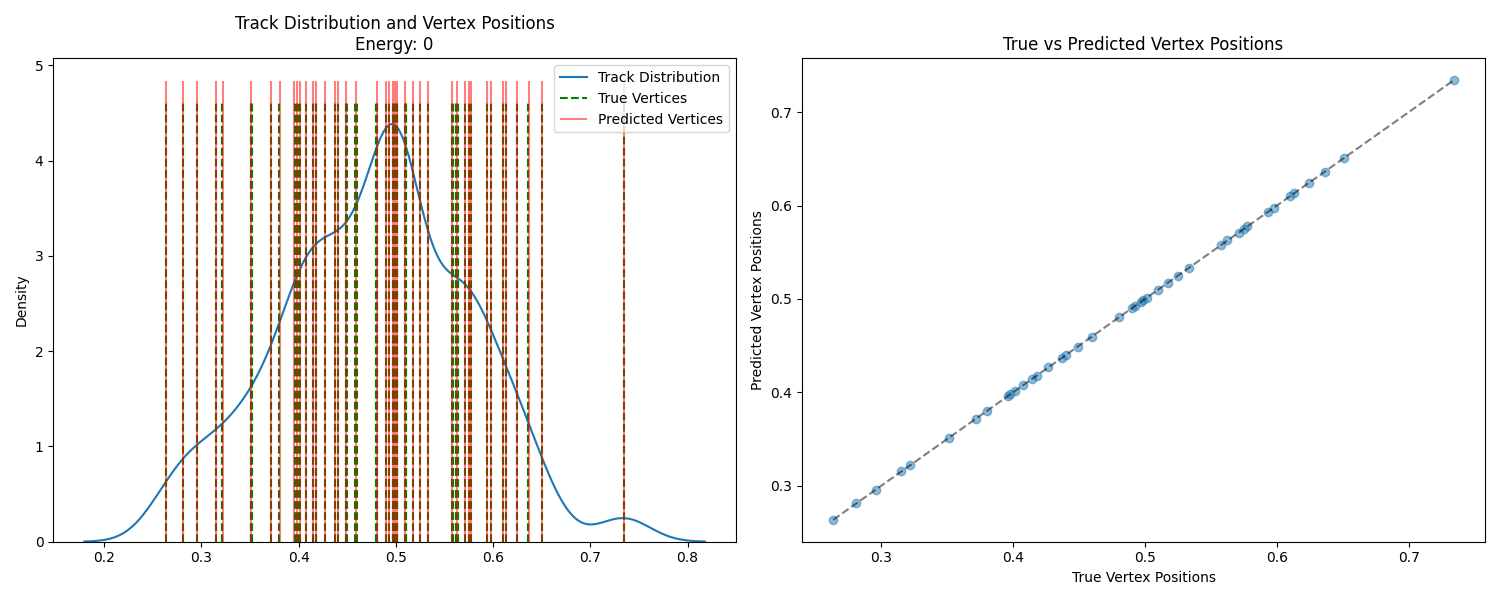 Track Distribution and Vertex Positions
Energy: 0
Track Distribution
True Vertices
Predicted Vertices
Density
5
4
3
2
1
0
0.2 0.3 0.4 0.5 0.6 0.7 0.8
True vs Predicted Vertex Positions
Predicted Vertex Positions
0.7
0.6
0.5
0.4
0.3
0.3 0.4 0.5 0.6 0.7
True Vertex Positions